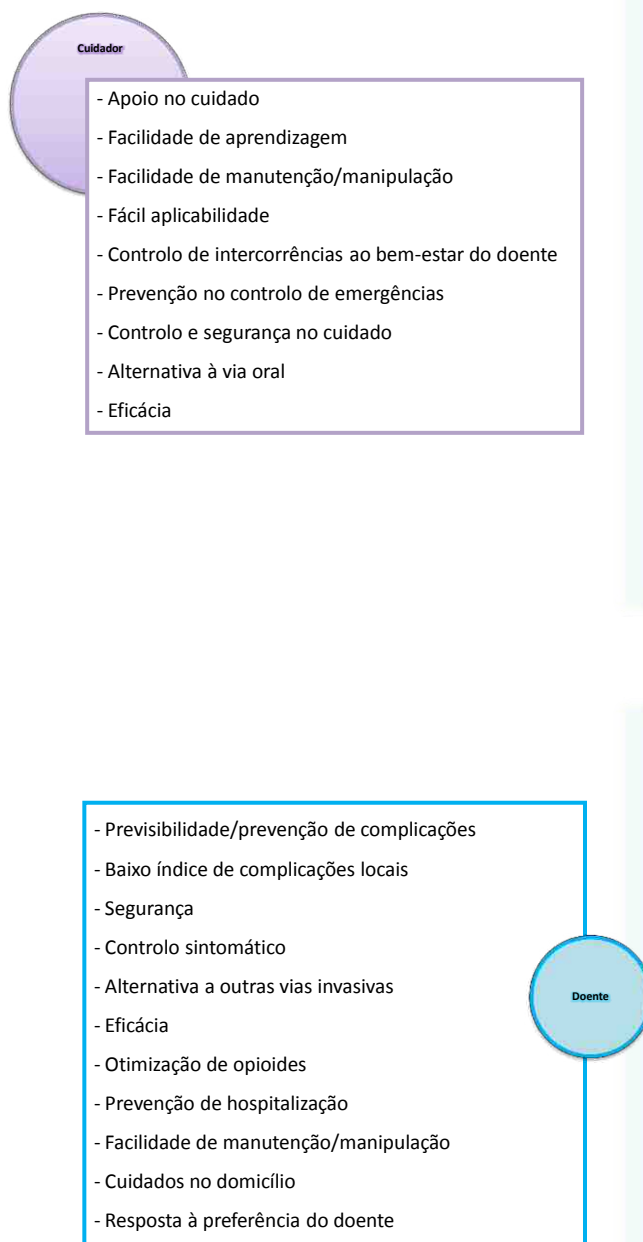 Cuidador
- Apoio no cuidado
- Facilidade de aprendizagem
- Facilidade de manutenção/manipulação
- Fácil aplicabilidade
- Controlo de intercorrências ao bem-estar do doente
- Prevenção no controlo de emergências
- Controlo e segurança no cuidado
- Alternativa à via oral
- Eficácia
- Previsibilidade/prevenção de complicações
- Baixo índice de complicações locais
- Segurança
- Controlo sintomático
- Alternativa a outras vias invasivas
Doente
- Eficácia
- Otimização de opioides
- Prevenção de hospitalização
- Facilidade de manutenção/manipulação
- Cuidados no domicílio
- Resposta à preferência do doente